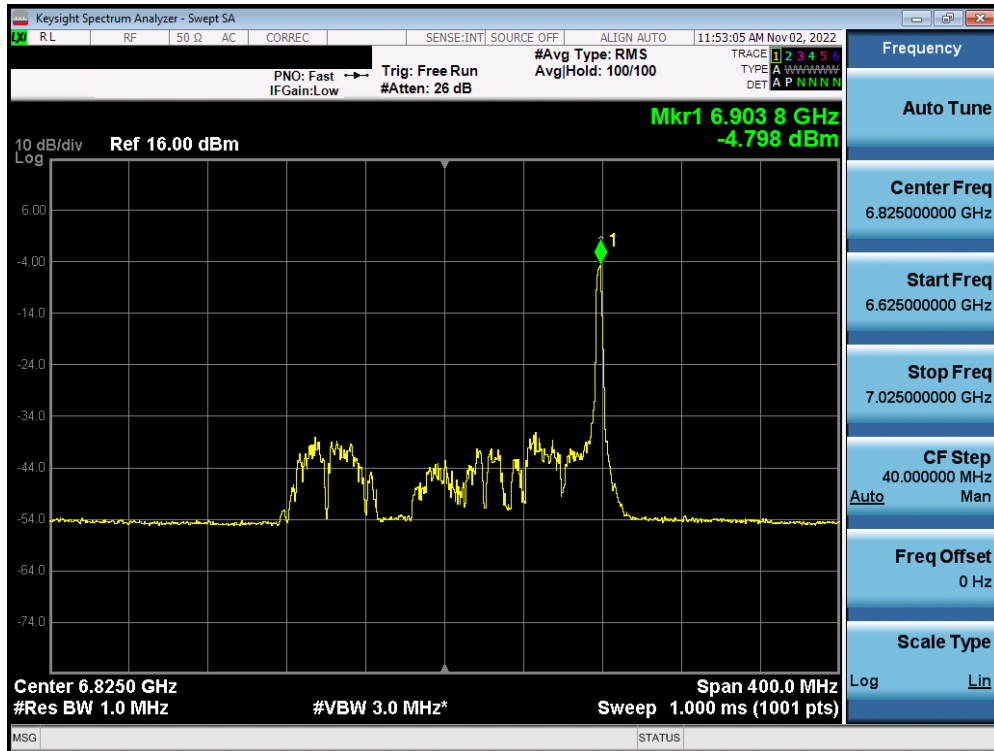 Keysight Spectrum Analyzer - Swept SA
LXI RL RF 50 Ω AC CORREC SENSE:INT SOURCE OFF ALIGN AUTO 11:53:05 AM Nov 02, 2022
PNO: Fast
IFGain:Low
Trig: Free Run
#Atten: 26 dB
#Avg Type: RMS
Avg|Hold: 100/100
TRACE 1 2 3 4 5 6
TYPE A WWWWW
DET A P N N N N
Mkr1 6.903 8 GHz
-4.798 dBm
10 dB/div Ref 16.00 dBm
Log
1
6.00
-4.00
-14.0
-24.0
-34.0
-44.0
-54.0
-64.0
-74.0
Center 6.8250 GHz Span 400.0 MHz
#Res BW 1.0 MHz #VBW 3.0 MHz* Sweep 1.000 ms (1001 pts)
MSG STATUS
Frequency
Auto Tune
Center Freq
6.825000000 GHz
Start Freq
6.625000000 GHz
Stop Freq
7.025000000 GHz
CF Step
40.000000 MHz
Auto Man
Freq Offset
0 Hz
Scale Type
Log Lin